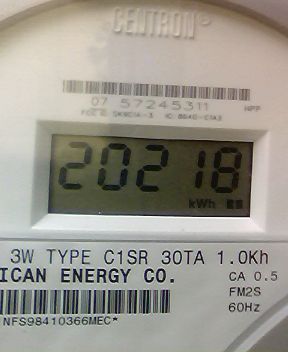 CENTRON®
07 57245311
20218
kWh
3W TYPE C1SR 30TA 1.0Kh
ICAN ENERGY CO.
CA 0.5
FM2S
60Hz
NFS98410366MEC*